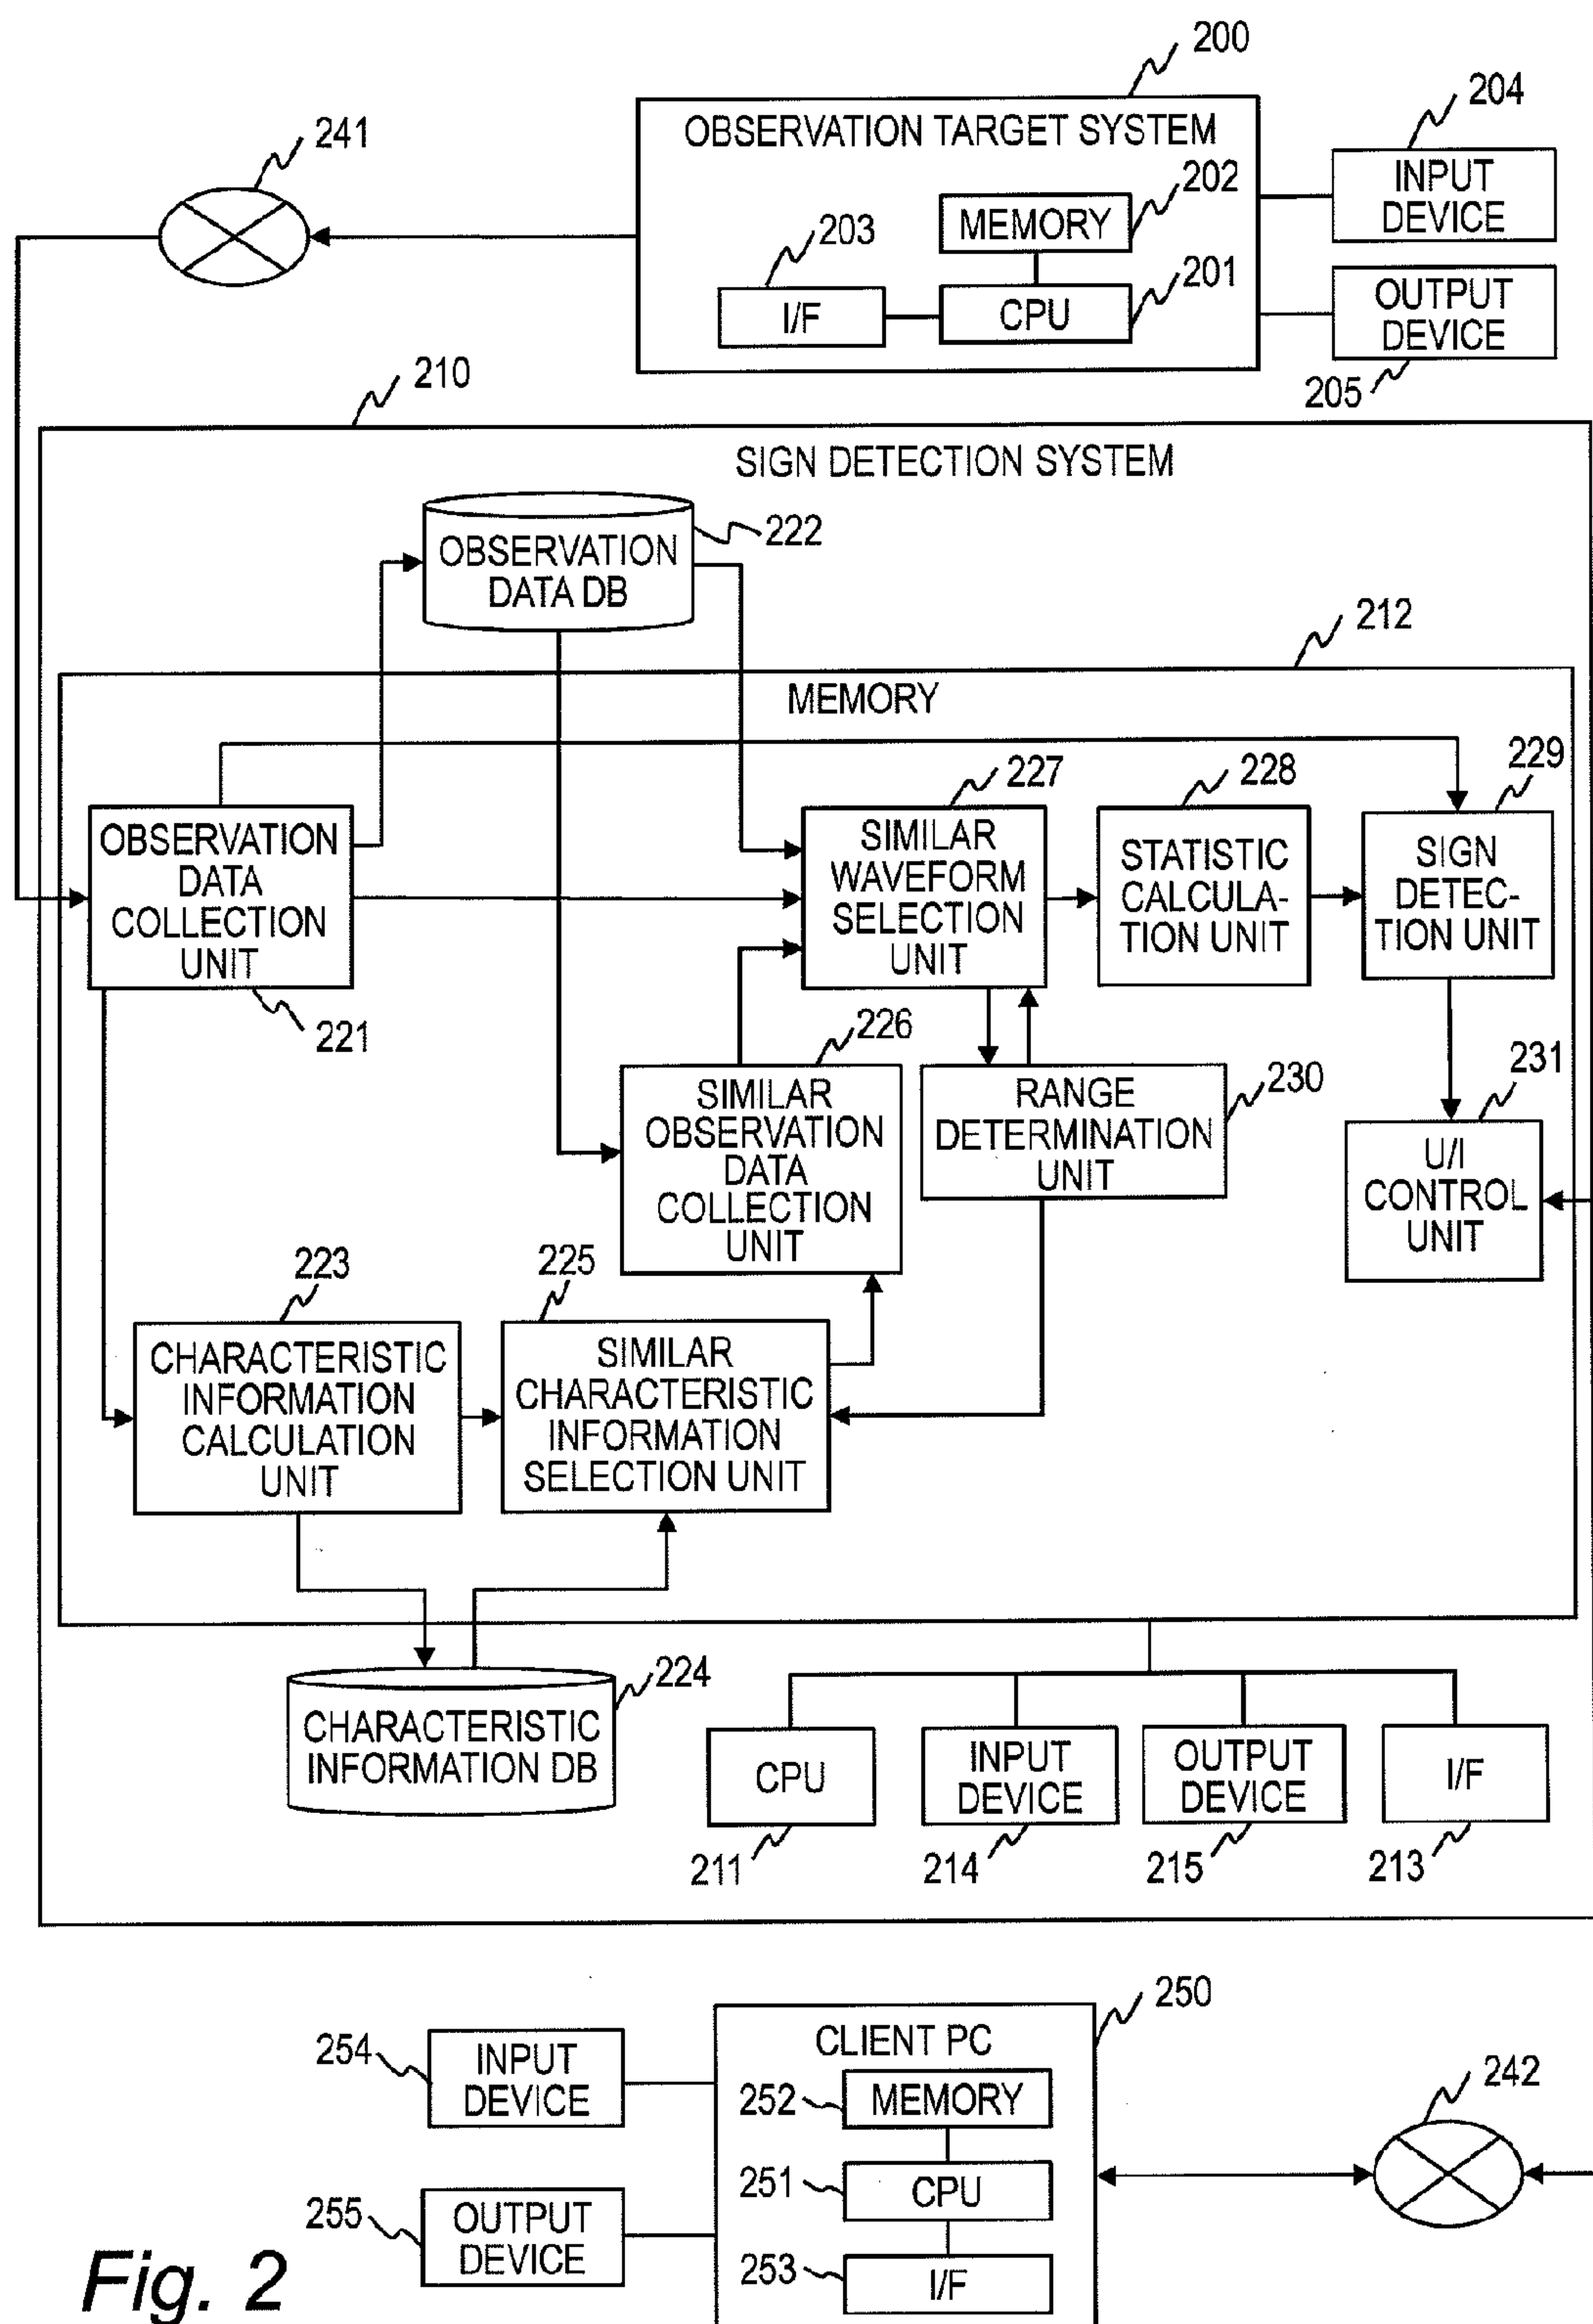 200
OBSERVATION TARGET SYSTEM
204
INPUT
DEVICE
241
202
MEMORY
203
I/F
201
CPU
OUTPUT
DEVICE
205
210
SIGN DETECTION SYSTEM
222
OBSERVATION
DATA DB
212
MEMORY
227
228
229
OBSERVATION
DATA
COLLECTION
UNIT
221
SIMILAR
WAVEFORM
SELECTION
UNIT
STATISTIC
CALCULA-
TION UNIT
SIGN
DETEC-
TION UNIT
226
SIMILAR
OBSERVATION
DATA
COLLECTION
UNIT
230
RANGE
DETERMINATION
UNIT
231
U/I
CONTROL
UNIT
223
CHARACTERISTIC
INFORMATION
CALCULATION
UNIT
225
SIMILAR
CHARACTERISTIC
INFORMATION
SELECTION UNIT
224
CHARACTERISTIC
INFORMATION DB
CPU
211
INPUT
DEVICE
214
OUTPUT
DEVICE
215
I/F
213
250
CLIENT PC
254
INPUT
DEVICE
252
MEMORY
242
251
CPU
255
OUTPUT
DEVICE
253
I/F
Fig. 2